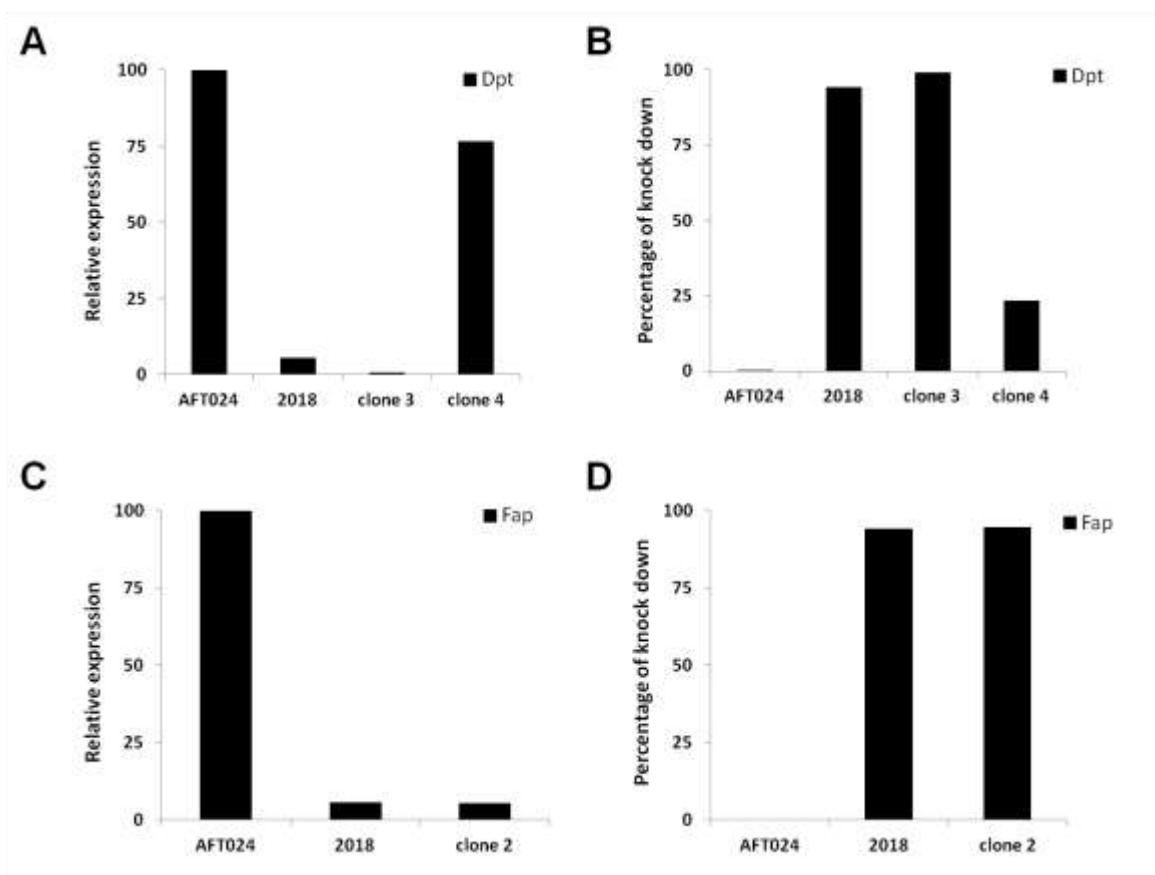 A
Relative expression
100
75
50
25
0
Dpt
AFT024 2018 clone 3 clone 4
B
Percentage of knock down
100
75
50
25
0
Dpt
AFT024 2018 clone 3 clone 4
C
Relative expression
100
75
50
25
0
Fap
AFT024 2018 clone 2
D
Percentage of knock down
100
75
50
25
0
Fap
AFT024 2018 clone 2